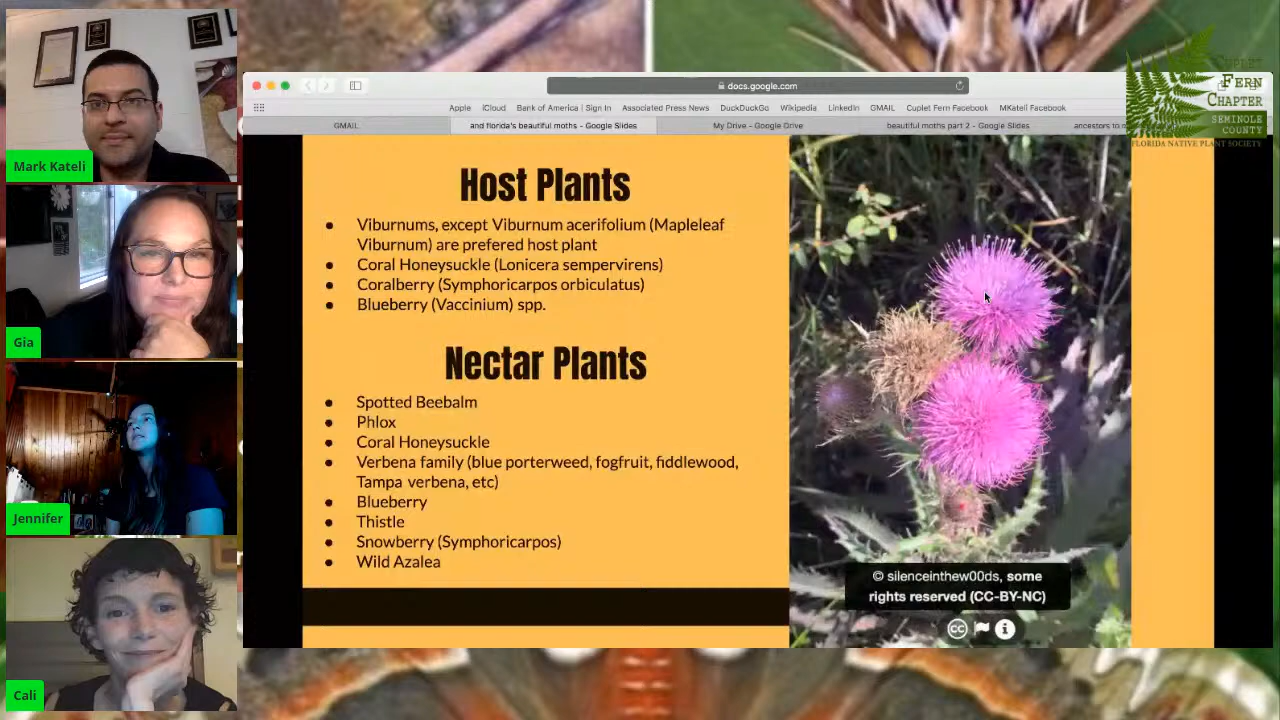 Mark Kateli
Gia
Jennifer
Cali
docs.google.com
Apple iCloud Bank of America | Sign In Associated Press News DuckDuckGo Wikipedia LinkedIn GMAIL Cuplet Fern Facebook MKatell Facebook
GMAIL and florida's beautiful moths - Google Slides My Drive - Google Drive beautiful moths part 2 - Google Slides ancestors to
CUPLET
FERN
CHAPTER
SEMINOLE
COUNTY
FLORIDA NATIVE PLANT SOCIETY
Host Plants
● Viburnums, except Viburnum acerifolium (Mapleleaf
Viburnum) are prefered host plant
● Coral Honeysuckle (Lonicera sempervirens)
● Coralberry (Symphoricarpos orbiculatus)
● Blueberry (Vaccinium) spp.
Nectar Plants
● Spotted Beebalm
● Phlox
● Coral Honeysuckle
● Verbena family (blue porterweed, fogfruit, fiddlewood,
Tampa verbena, etc)
● Blueberry
● Thistle
● Snowberry (Symphoricarpos)
● Wild Azalea
© silenceinthew00ds, some
rights reserved (CC-BY-NC)
cc